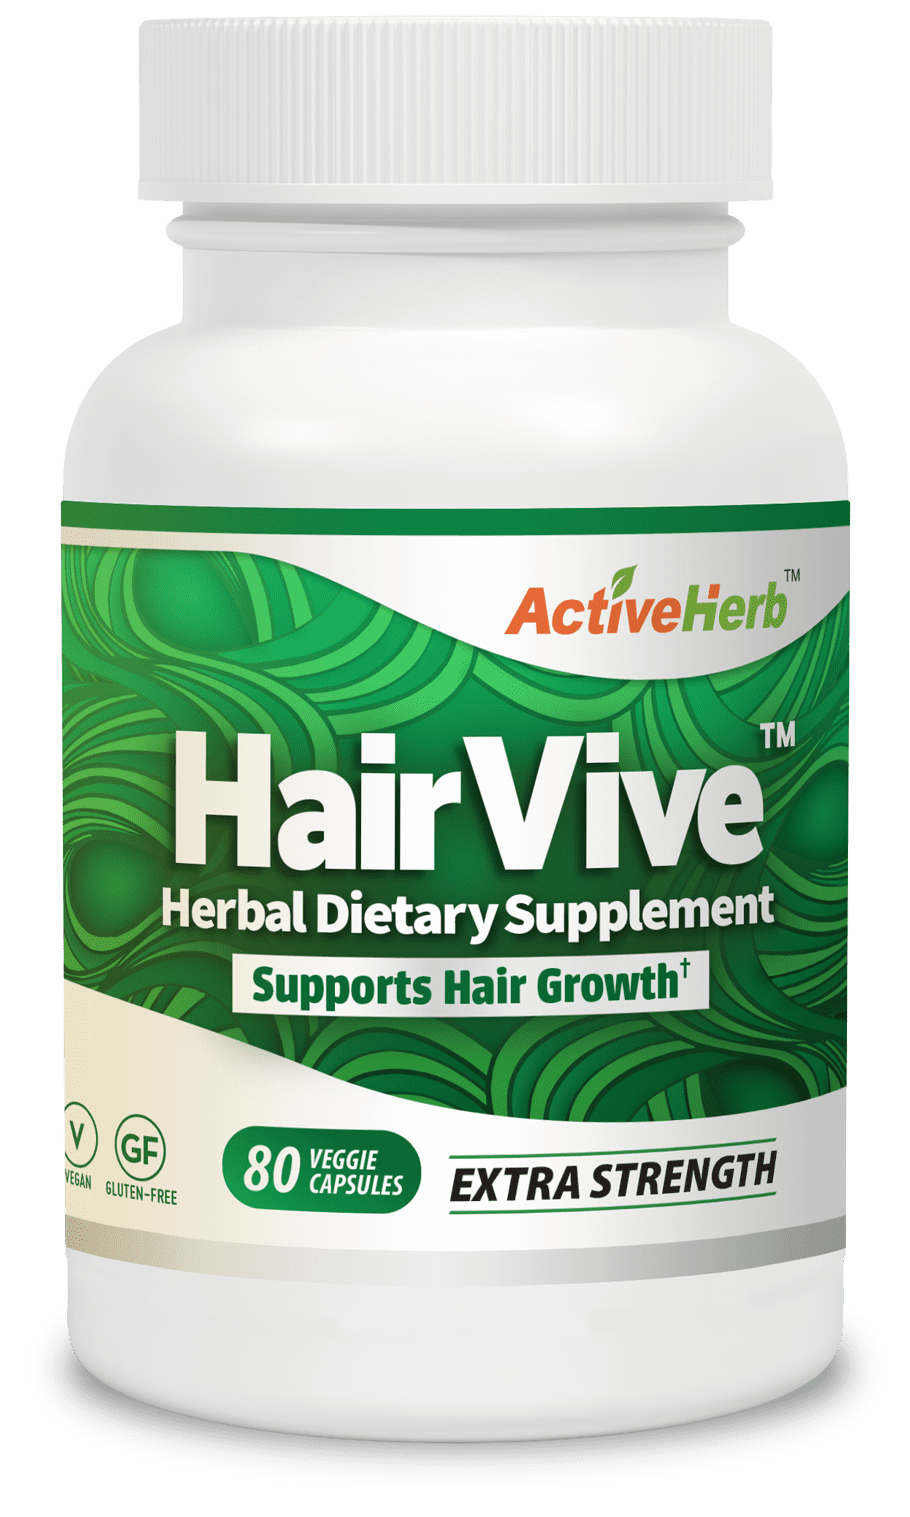 ActiveHerb™
HairVive™
Herbal Dietary Supplement
Supports Hair Growth†
V
VEGAN
GF
GLUTEN-FREE
80 VEGGIE
CAPSULES
EXTRA STRENGTH